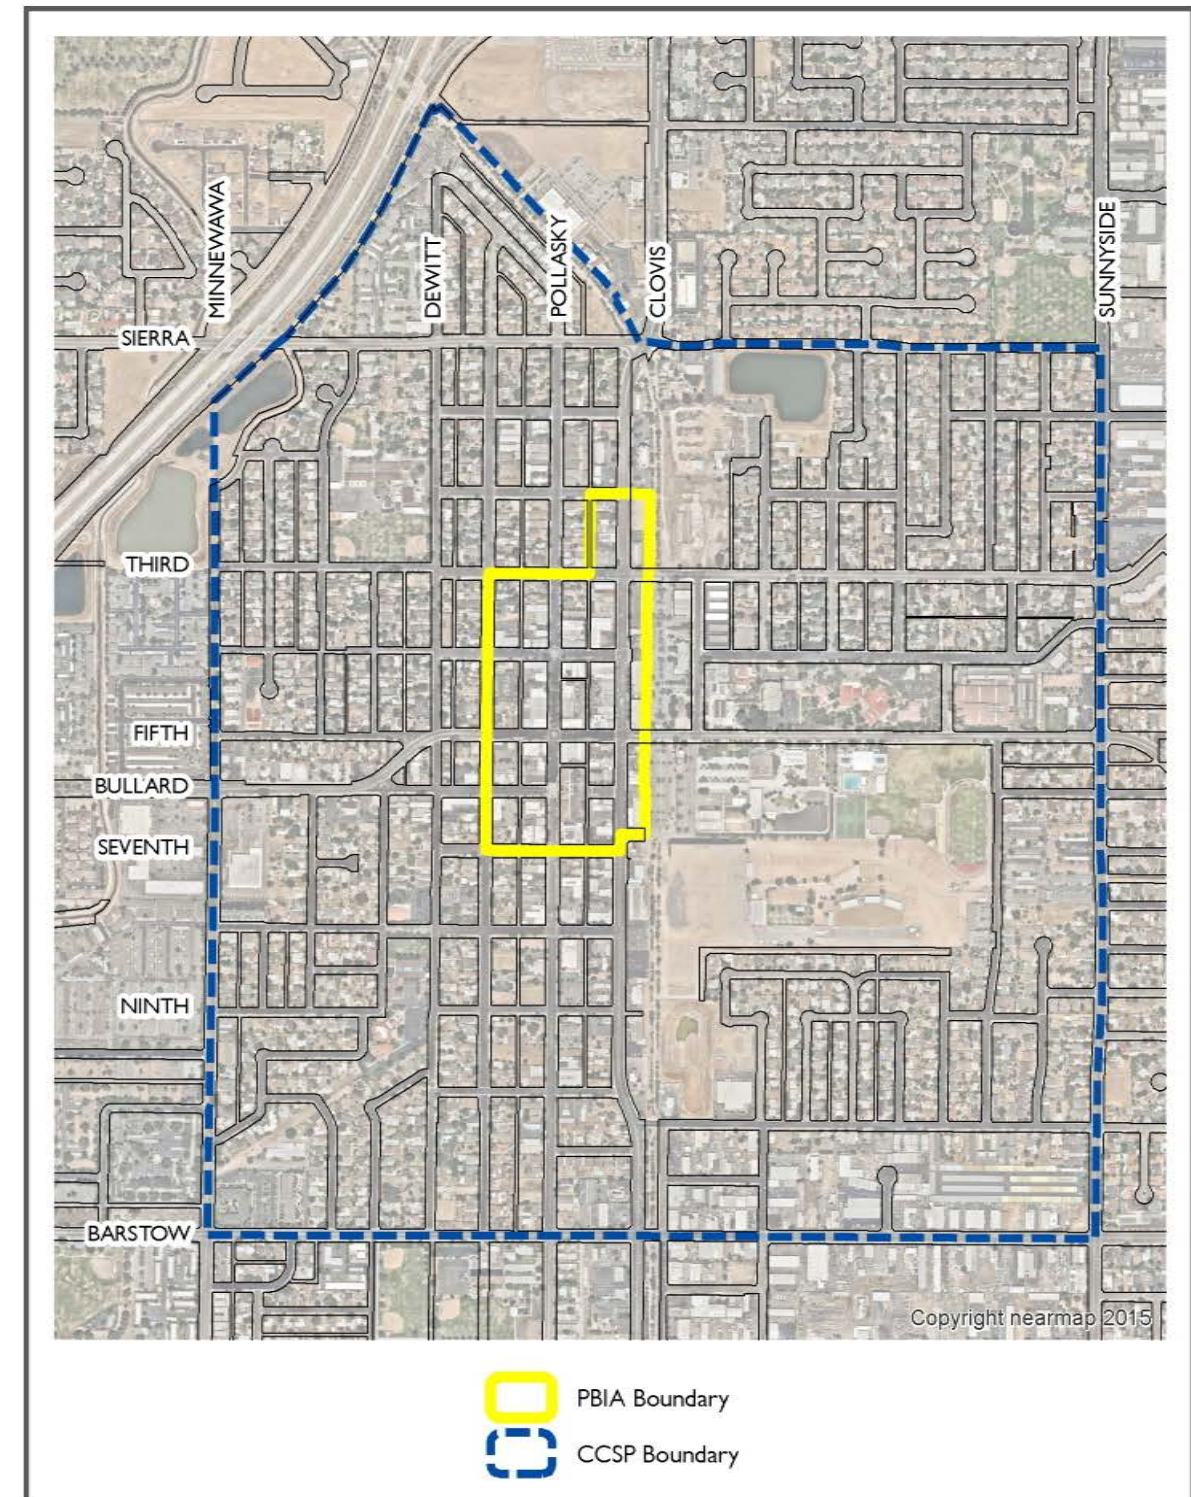 MINNEWAWA
DEWITT
POLLASKY
CLOVIS
SUNNYSIDE
SIERRA
THIRD
FIFTH
BULLARD
SEVENTH
NINTH
BARSTOW
Copyright nearmap 2015
PBIA Boundary
CCSP Boundary